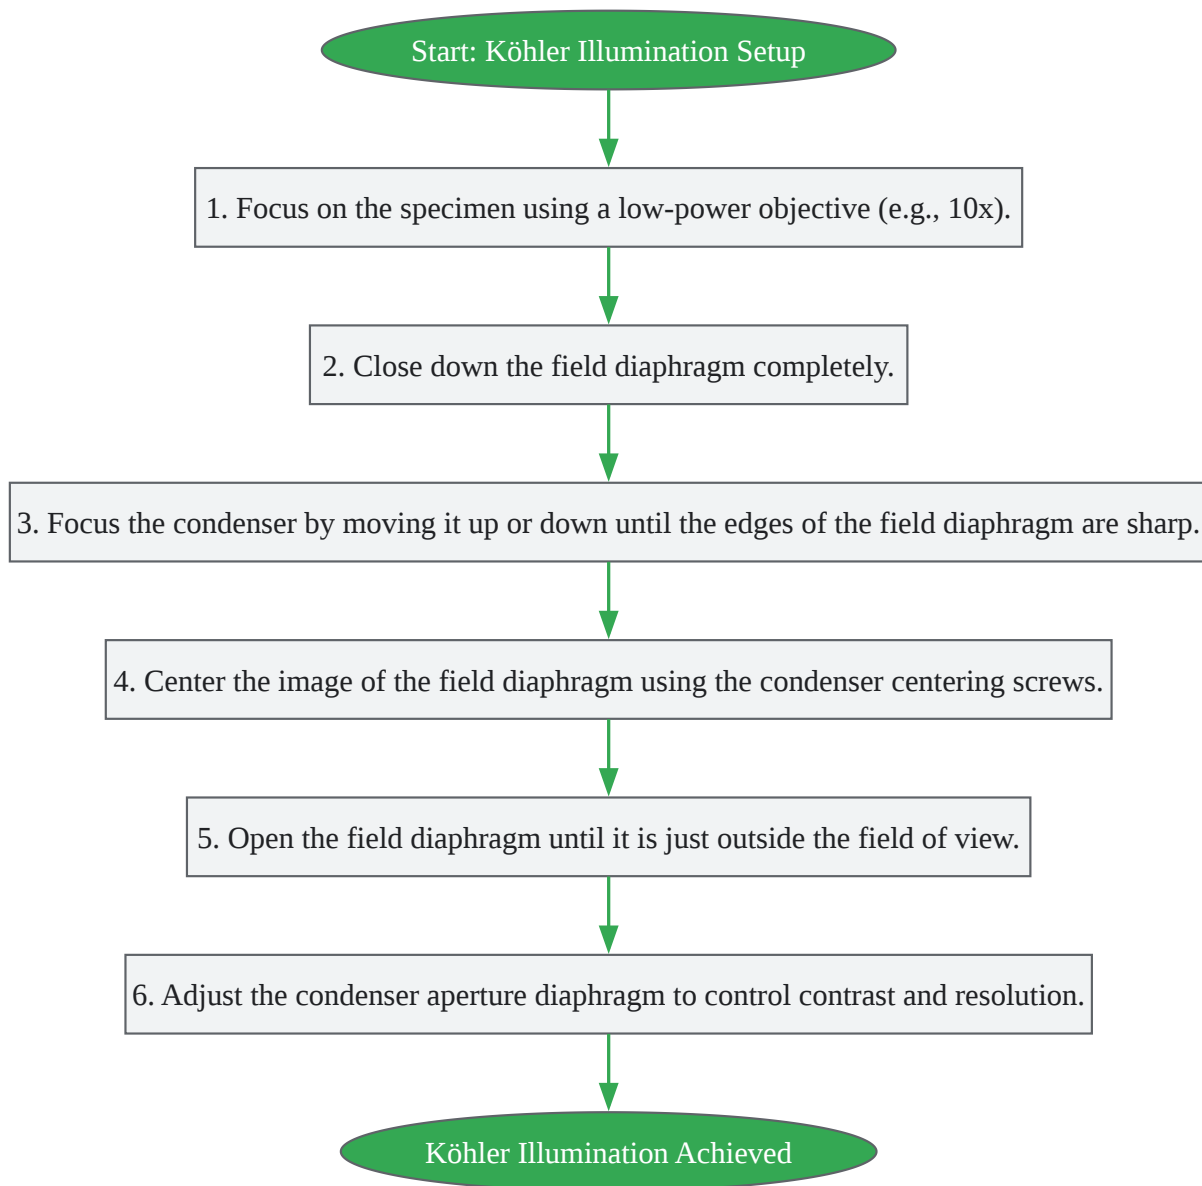 Start: Köhler Illumination Setup
1. Focus on the specimen using a low-power objective (e.g., 10x).
2. Close down the field diaphragm completely.
3. Focus the condenser by moving it up or down until the edges of the field diaphragm are sharp.
4. Center the image of the field diaphragm using the condenser centering screws.
5. Open the field diaphragm until it is just outside the field of view.
6. Adjust the condenser aperture diaphragm to control contrast and resolution.
Köhler Illumination Achieved